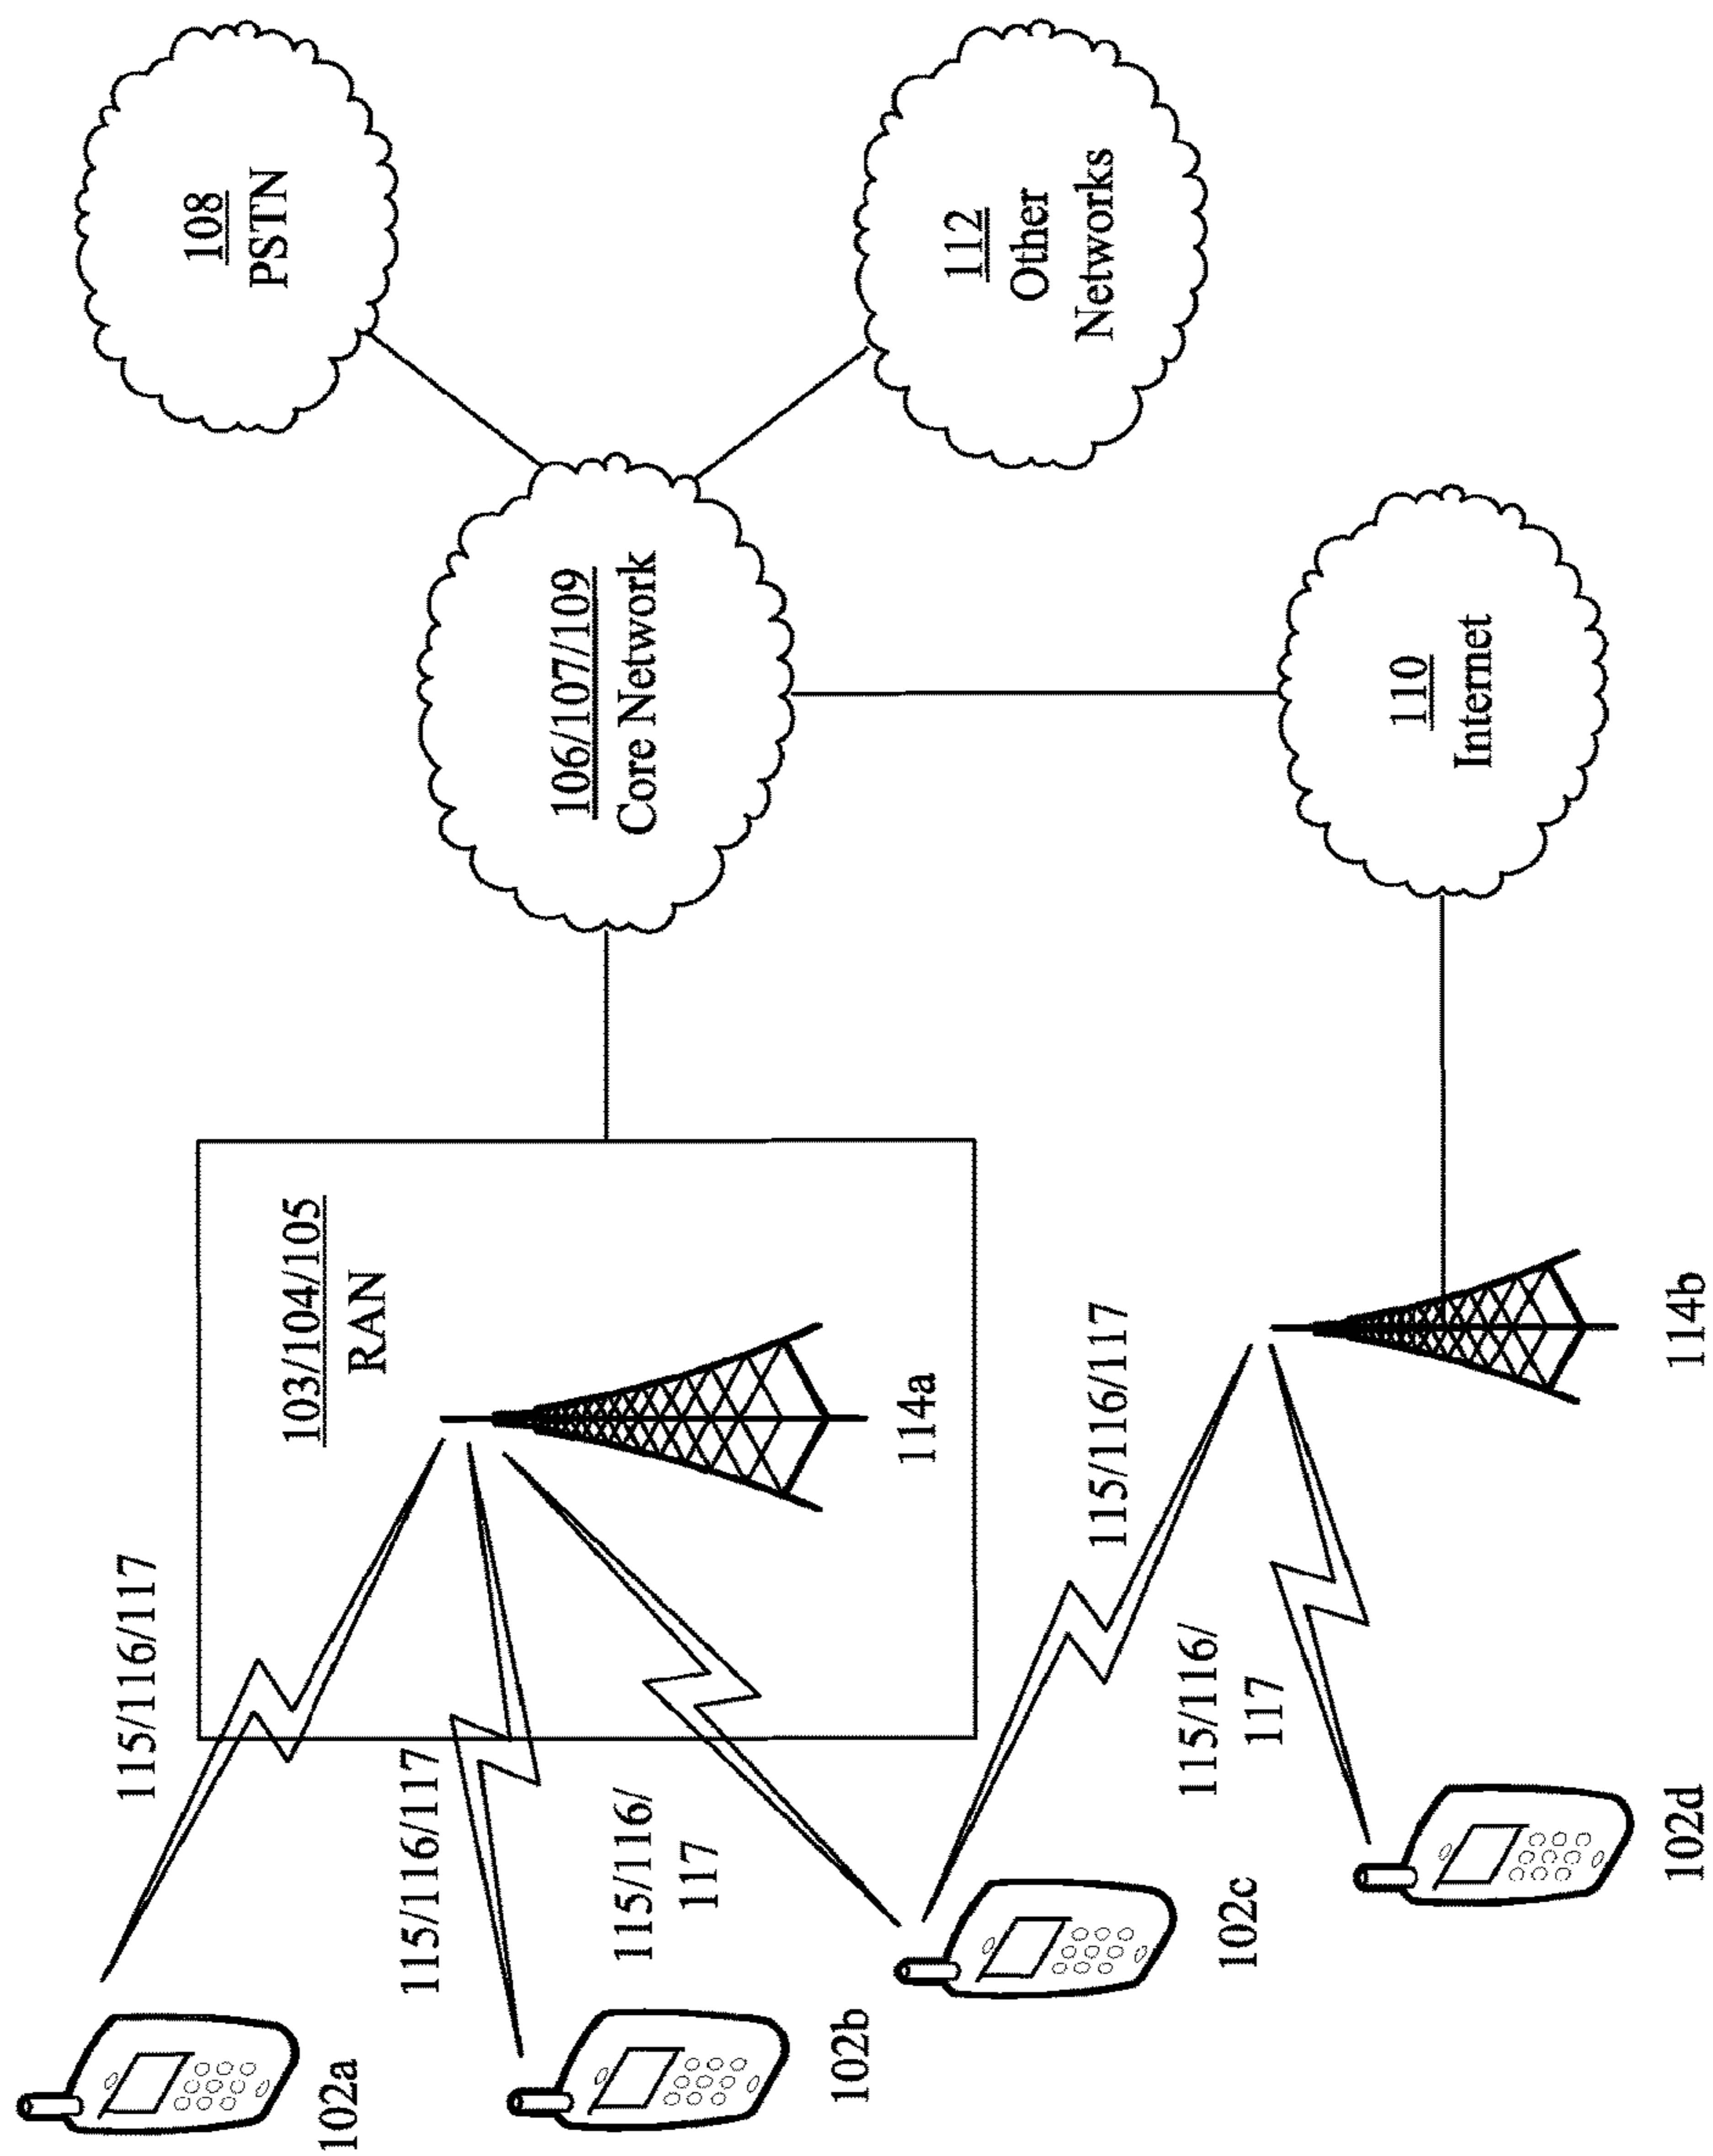 115/116/117
108
PSTN
103/104/105
RAN
102a
115/116/117
106/107/109
Core Network
115/116/
117
102b
114a
112
Other
Networks
115/116/117
115/116/
117
102c
110
Internet
102d
114b